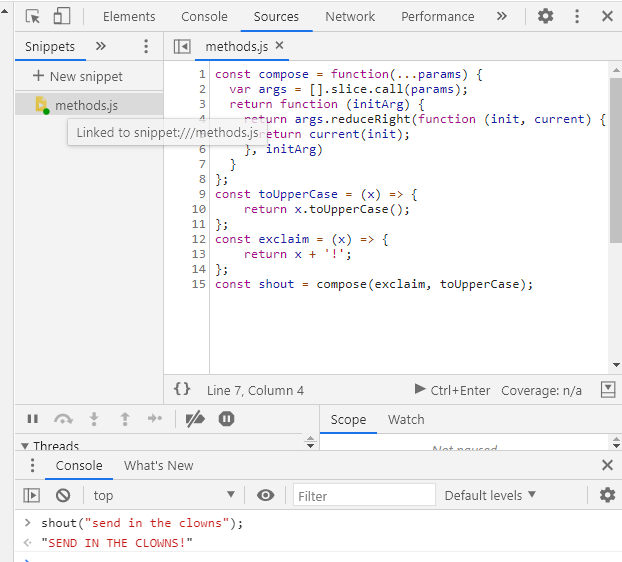 Elements Console Sources Network Performance »
Snippets » methods.js ×
+ New snippet
methods.js
Linked to snippet:///methods.js
1 const compose = function(...params) {
2 var args = [].slice.call(params);
3 return function (initArg) {
4 return args.reduceRight(function (init, current) {
5 return current(init);
6 }, initArg)
7 }
8 };
9 const toUpperCase = (x) => {
10 return x.toUpperCase();
11 };
12 const exclaim = (x) => {
13 return x + '!';
14 };
15 const shout = compose(exclaim, toUpperCase);
{} Line 7, Column 4 Ctrl+Enter Coverage: n/a
Scope Watch
Threads
Not paused
Console What's New
top Filter Default levels
> shout("send in the clowns");
"SEND IN THE CLOWNS!"